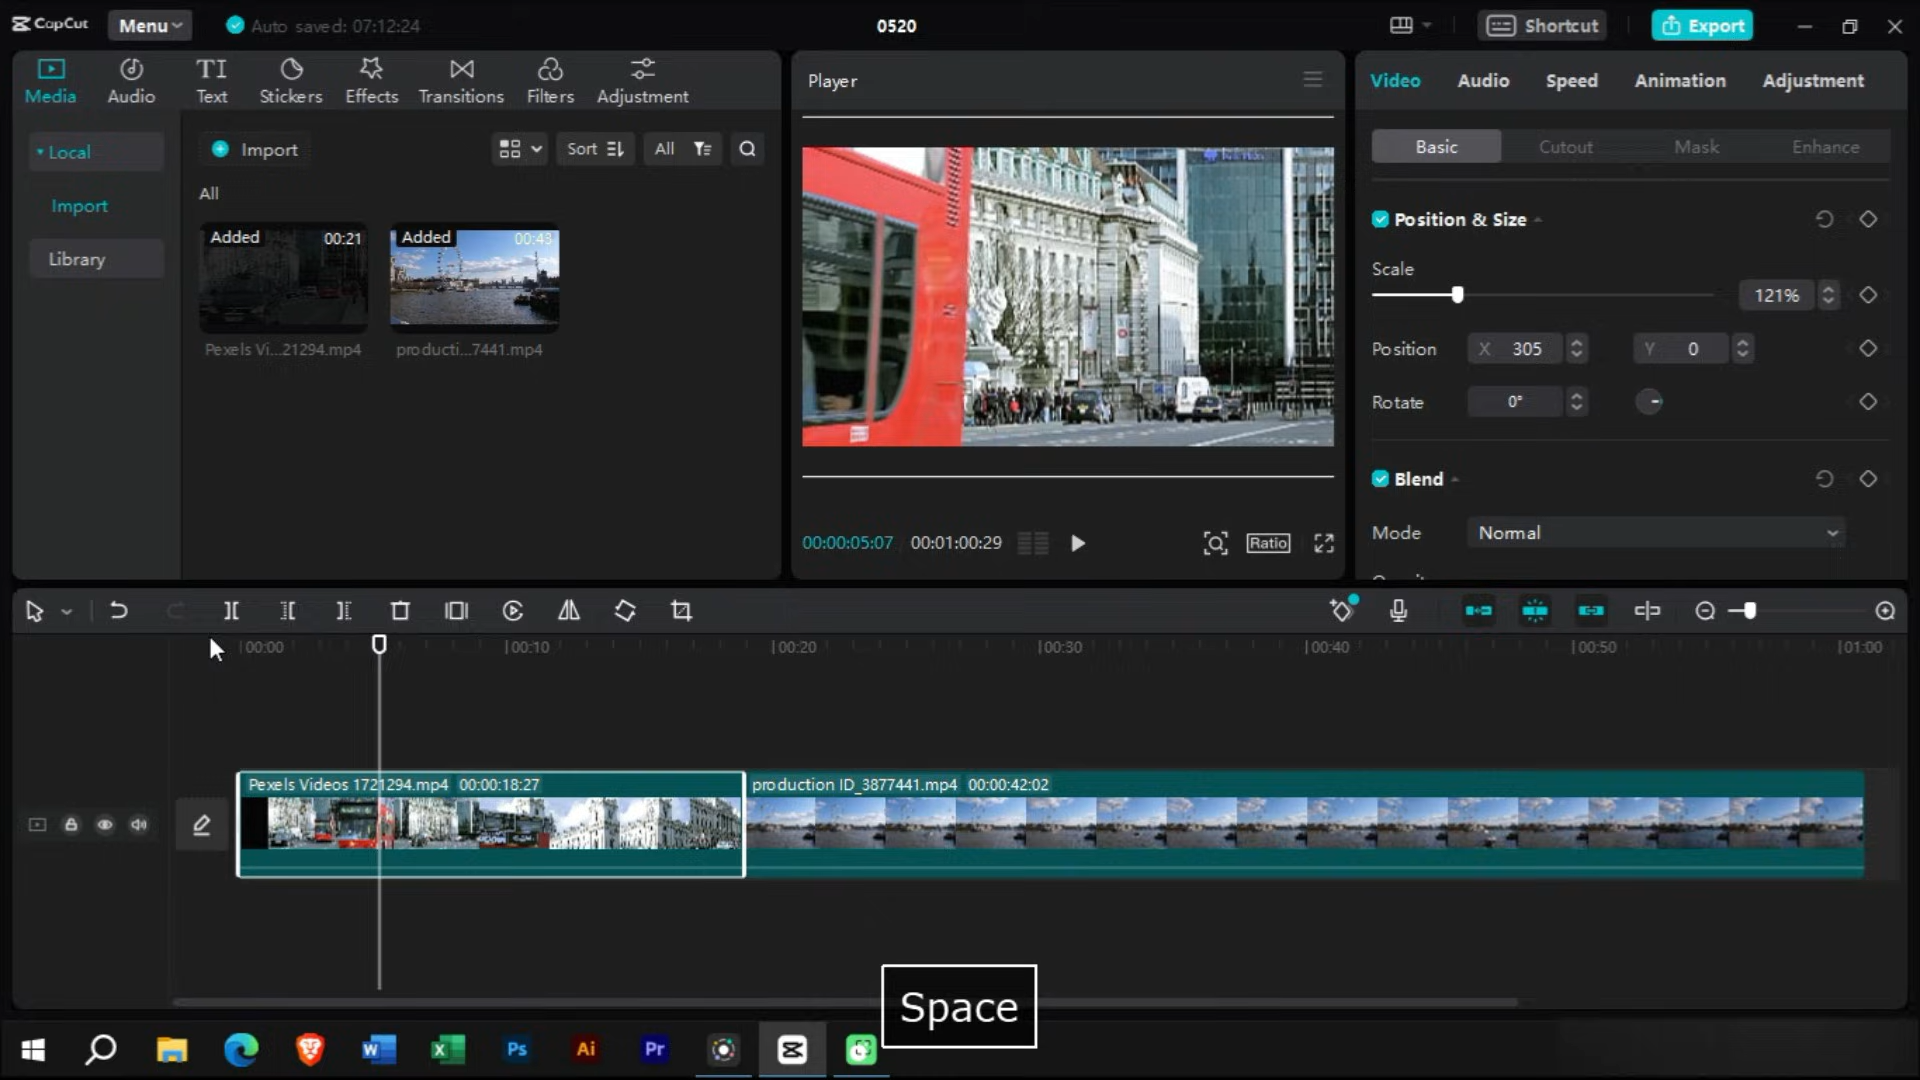 CapCut
Menu
Auto saved: 07:12:24
0520
Shortcut
Export
Media
Audio
TI
Text
Stickers
Effects
Transitions
Filters
Adjustment
Player
Video
Audio
Speed
Animation
Adjustment
Local
Import
Sort
All
Basic
Cutout
Mask
Enhance
All
Import
Library
Added
00:21
Added
00:43
Pexels Vi...21294.mp4
producti...7441.mp4
Position & Size
Scale
121%
Position
X 305
Y 0
Rotate
0°
Blend
Mode
Normal
00:00:05:07
00:01:00:29
Ratio
00:00
00:10
00:20
00:30
00:40
00:50
01:00
Pexels Videos 1721294.mp4 00:00:18:27
production ID_3877441.mp4 00:00:42:02
Space
W
X
Ps
Ai
Pr